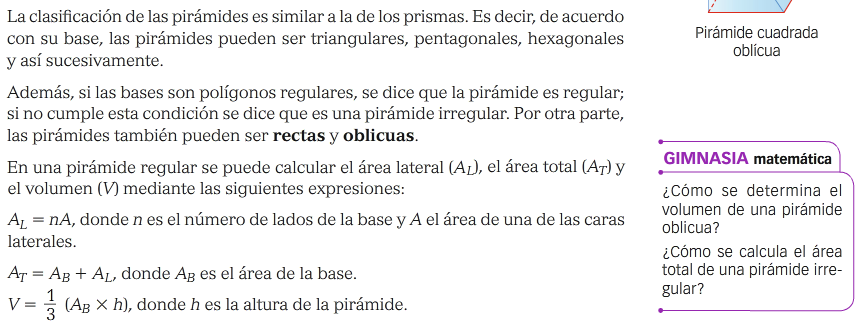 La clasificación de las pirámides es similar a la de los prismas. Es decir, de acuerdo
con su base, las pirámides pueden ser triangulares, pentagonales, hexagonales
y así sucesivamente.
Además, si las bases son polígonos regulares, se dice que la pirámide es regular;
si no cumple esta condición se dice que es una pirámide irregular. Por otra parte,
las pirámides también pueden ser rectas y oblicuas.
En una pirámide regular se puede calcular el área lateral (A_L), el área total (A_T) y
el volumen (V) mediante las siguientes expresiones:
A_L = nA, donde n es el número de lados de la base y A el área de una de las caras
laterales.
A_T = A_B + A_L, donde A_B es el área de la base.
V = 1/3 (A_B × h), donde h es la altura de la pirámide.
Pirámide cuadrada
oblícua
GIMNASIA matemática
¿Cómo se determina el
volumen de una pirámide
oblicua?
¿Cómo se calcula el área
total de una pirámide irre-
gular?